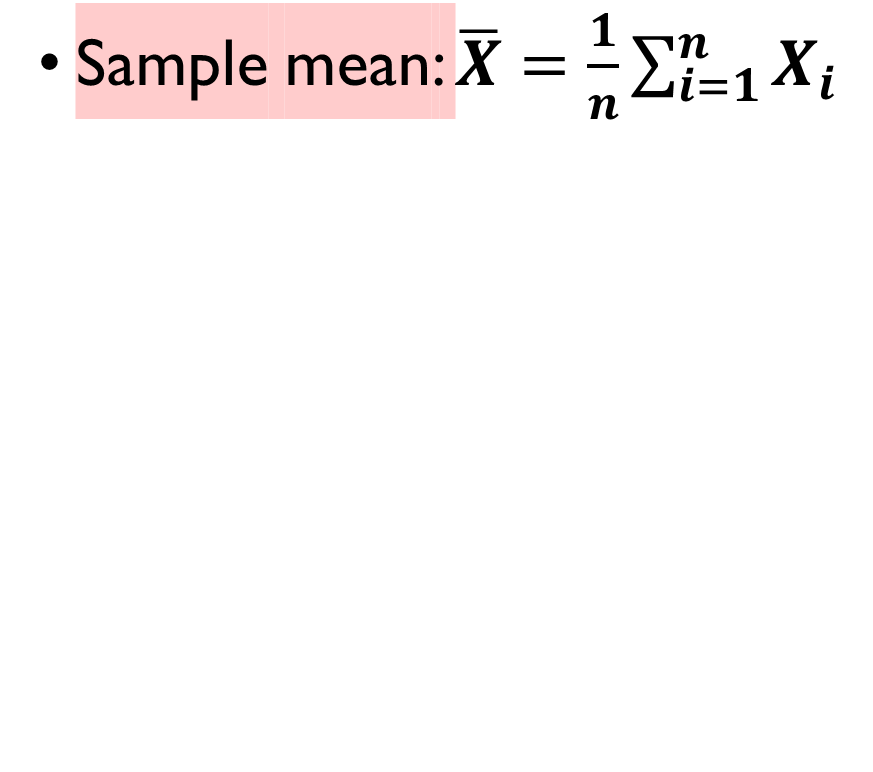 • Sample mean: X̅ = 1/n ∑ⁿᵢ₌₁ Xᵢ